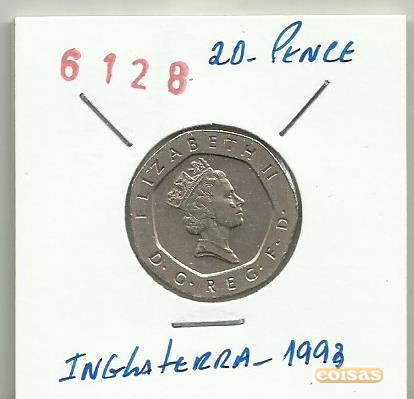 6128 20-PENCE
ELIZABETH II
D·G·REG·F·D·
INGLATERRA-1993
coisas